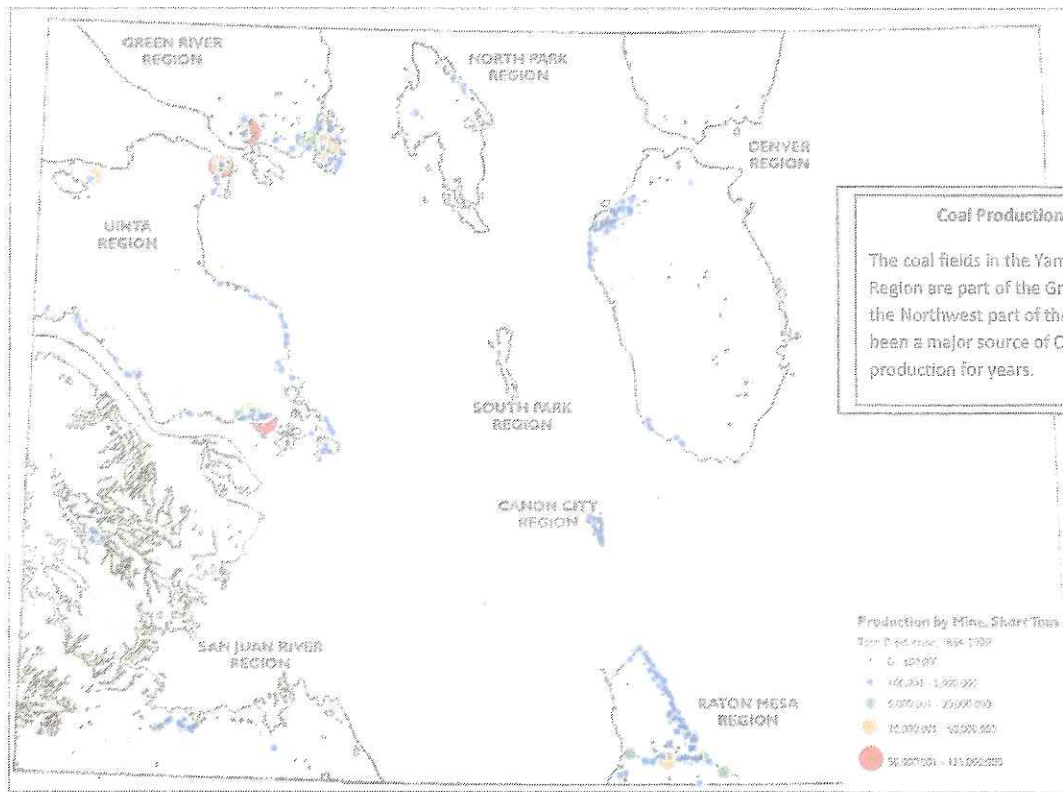 GREEN RIVER
REGION
NORTH PARK
REGION
DENVER
REGION
UINTA
REGION
Coal Production
The coal fields in the Yam
Region are part of the Gr
the Northwest part of the
been a major source of C
production for years.
SOUTH PARK
REGION
CANON CITY
REGION
SAN JUAN RIVER
REGION
RATON MESA
REGION
Production by Mine, Short Tons